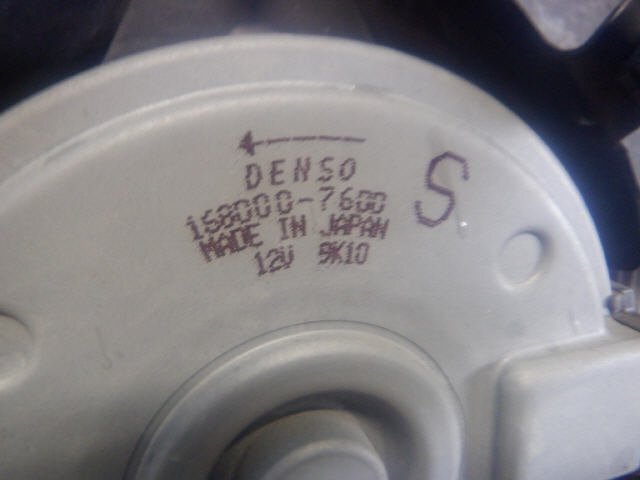 DENSO
168000-7600
MADE IN JAPAN
12V 9K10
S